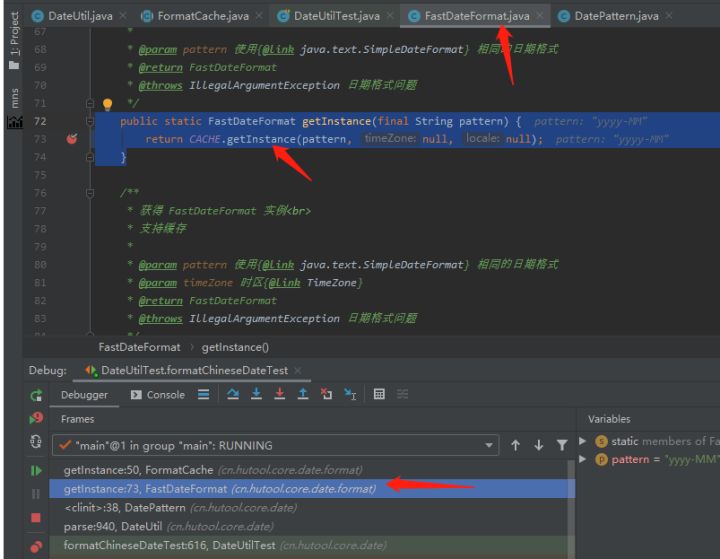 DateUtil.java FormatCache.java DateUtilTest.java FastDateFormat.java DatePattern.java
1: Project
mns
67 *
68 * @param pattern 使用{@link java.text.SimpleDateFormat} 相同的日期格式
69 * @return FastDateFormat
70 * @throws IllegalArgumentException 日期格式问题
71 */
72 public static FastDateFormat getInstance(final String pattern) { pattern: "yyyy-MM"
73 return CACHE.getInstance(pattern, timeZone: null, locale: null); pattern: "yyyy-MM"
74 }
75
76 /**
77 * 获得 FastDateFormat 实例<br>
78 * 支持缓存
79 *
80 * @param pattern 使用{@link java.text.SimpleDateFormat} 相同的日期格式
81 * @param timeZone 时区{@link TimeZone}
82 * @return FastDateFormat
83 * @throws IllegalArgumentException 日期格式问题
84 */
FastDateFormat › getInstance()
Debug: DateUtilTest.formatChineseDateTest
Debugger Console
Frames Variables
"main"@1 in group "main": RUNNING
static members of Fa
pattern = "yyyy-MM"
getInstance:50, FormatCache (cn.hutool.core.date.format)
getInstance:73, FastDateFormat (cn.hutool.core.date.format)
<clinit>:38, DatePattern (cn.hutool.core.date)
parse:940, DateUtil (cn.hutool.core.date)
formatChineseDateTest:616, DateUtilTest (cn.hutool.core.date)